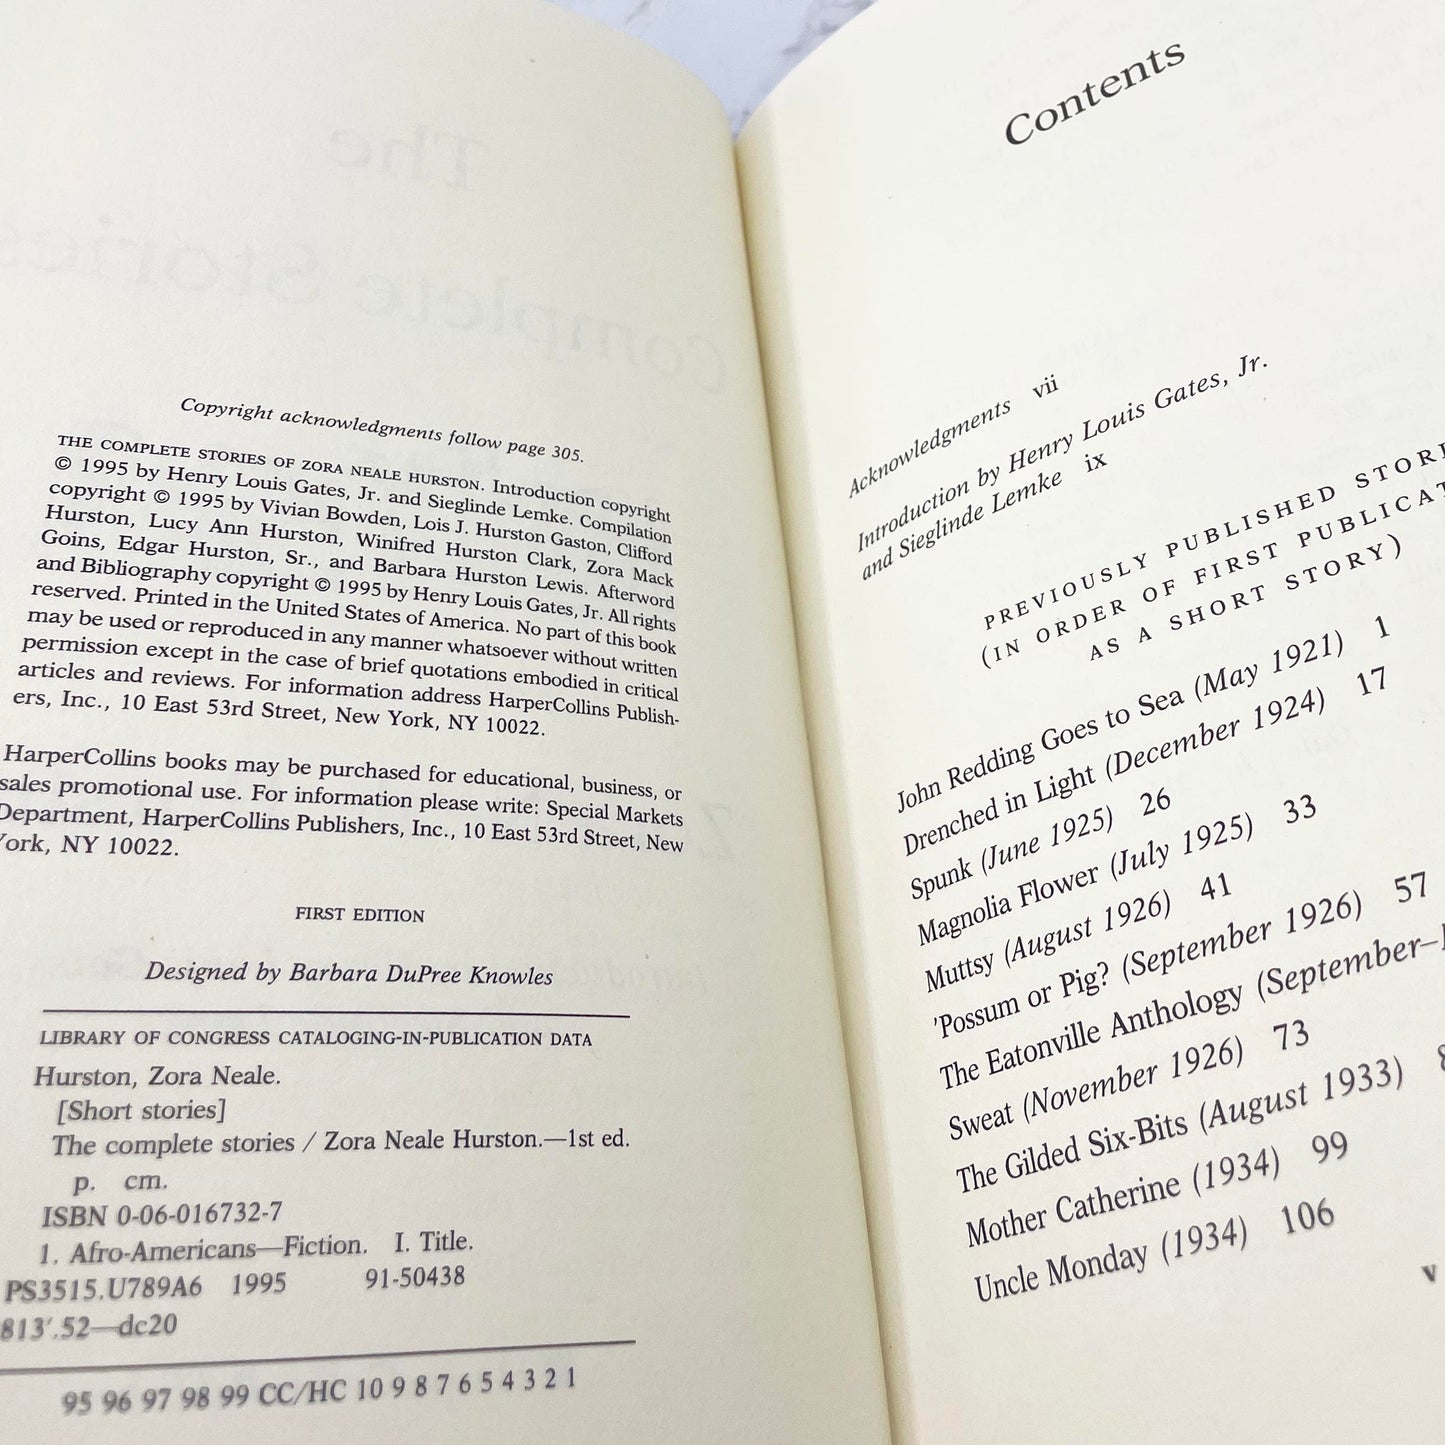 Copyright acknowledgments follow page 305.
THE COMPLETE STORIES OF ZORA NEALE HURSTON. Introduction copyright
© 1995 by Henry Louis Gates, Jr. and Sieglinde Lemke. Compilation
copyright © 1995 by Vivian Bowden, Lois J. Hurston Gaston, Clifford
Hurston, Lucy Ann Hurston, Winifred Hurston Clark, Zora Mack
Goins, Edgar Hurston, Sr., and Barbara Hurston Lewis. Afterword
and Bibliography copyright © 1995 by Henry Louis Gates, Jr. All rights
reserved. Printed in the United States of America. No part of this book
may be used or reproduced in any manner whatsoever without written
permission except in the case of brief quotations embodied in critical
articles and reviews. For information address HarperCollins Publish-
ers, Inc., 10 East 53rd Street, New York, NY 10022.
HarperCollins books may be purchased for educational, business, or
sales promotional use. For information please write: Special Markets
Department, HarperCollins Publishers, Inc., 10 East 53rd Street, New
York, NY 10022.
FIRST EDITION
Designed by Barbara DuPree Knowles
LIBRARY OF CONGRESS CATALOGING-IN-PUBLICATION DATA
Hurston, Zora Neale.
[Short stories]
The complete stories / Zora Neale Hurston.—1st ed.
p. cm.
ISBN 0-06-016732-7
1. Afro-Americans—Fiction. I. Title.
PS3515.U789A6 1995 91-50438
813'.52—dc20
95 96 97 98 99 CC/HC 10 9 8 7 6 5 4 3 2 1
Contents
Acknowledgments vii
Introduction by Henry Louis Gates, Jr.
and Sieglinde Lemke ix
PREVIOUSLY PUBLISHED STORI
(IN ORDER OF FIRST PUBLICAT
AS A SHORT STORY)
John Redding Goes to Sea (May 1921) 1
Drenched in Light (December 1924) 17
Spunk (June 1925) 26
Magnolia Flower (July 1925) 33
Muttsy (August 1926) 41
'Possum or Pig? (September 1926) 57
The Eatonville Anthology (September–
Sweat (November 1926) 73
The Gilded Six-Bits (August 1933)
Mother Catherine (1934) 99
Uncle Monday (1934) 106
v